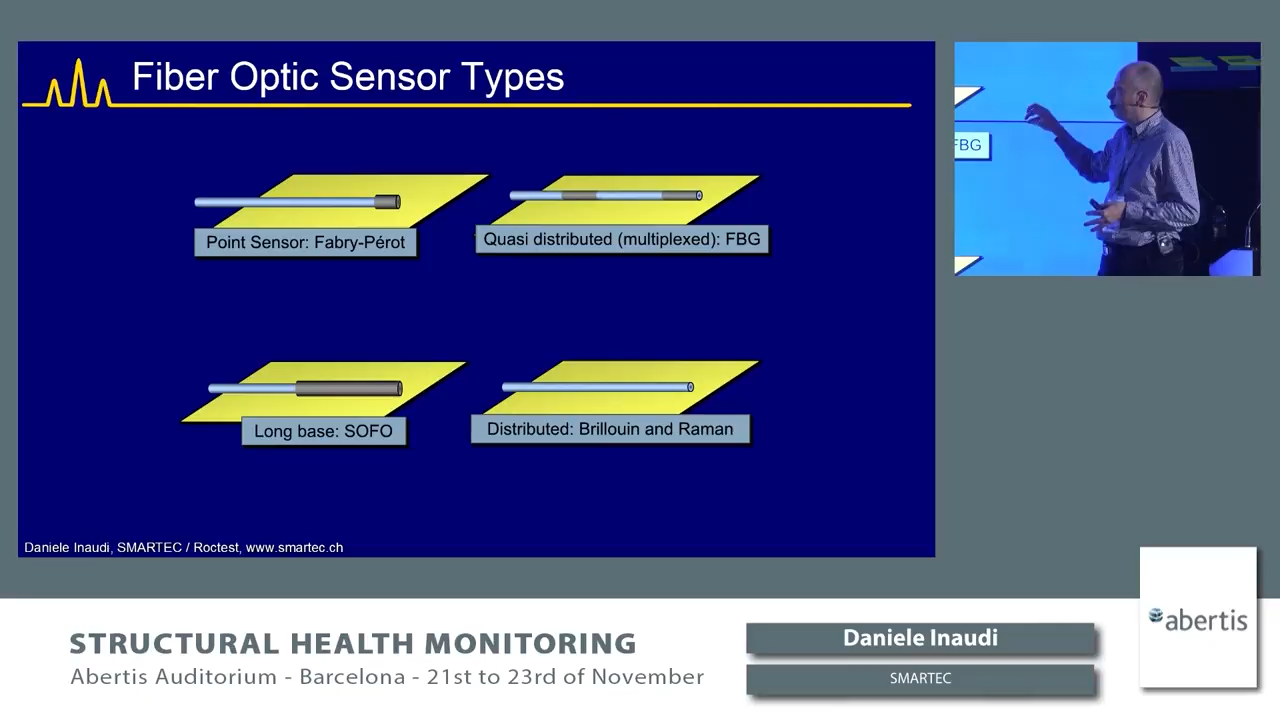 Fiber Optic Sensor Types
Point Sensor: Fabry-Pérot
Quasi distributed (multiplexed): FBG
Long base: SOFO
Distributed: Brillouin and Raman
Daniele Inaudi, SMARTEC / Roctest, www.smartec.ch
FBG
STRUCTURAL HEALTH MONITORING
Abertis Auditorium - Barcelona - 21st to 23rd of November
Daniele Inaudi
SMARTEC
abertis